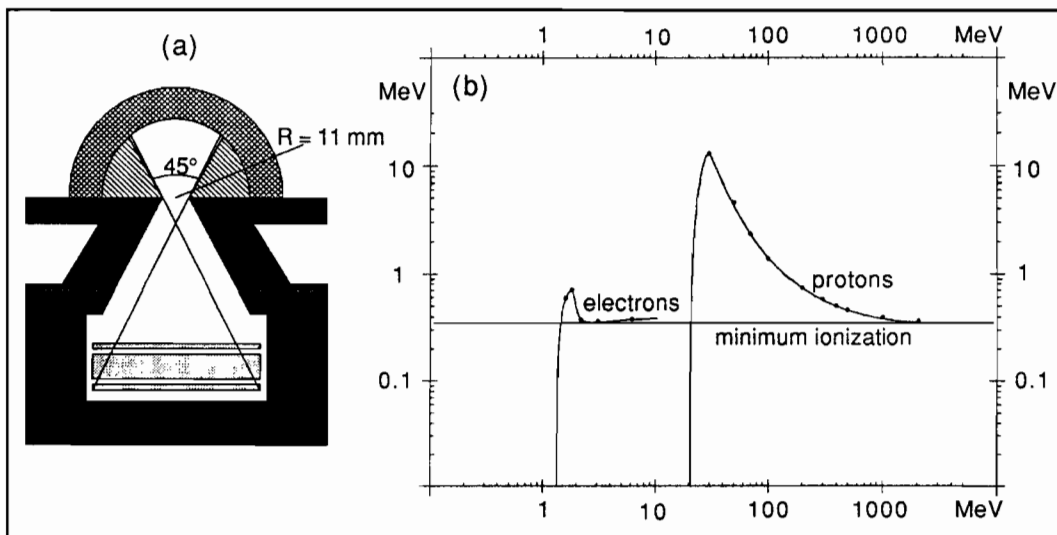 (a)
R = 11 mm
45°
1 10 100 1000 MeV
MeV (b) MeV
10 10
1 1
protons
electrons
minimum ionization
0.1 0.1
1 10 100 1000 MeV